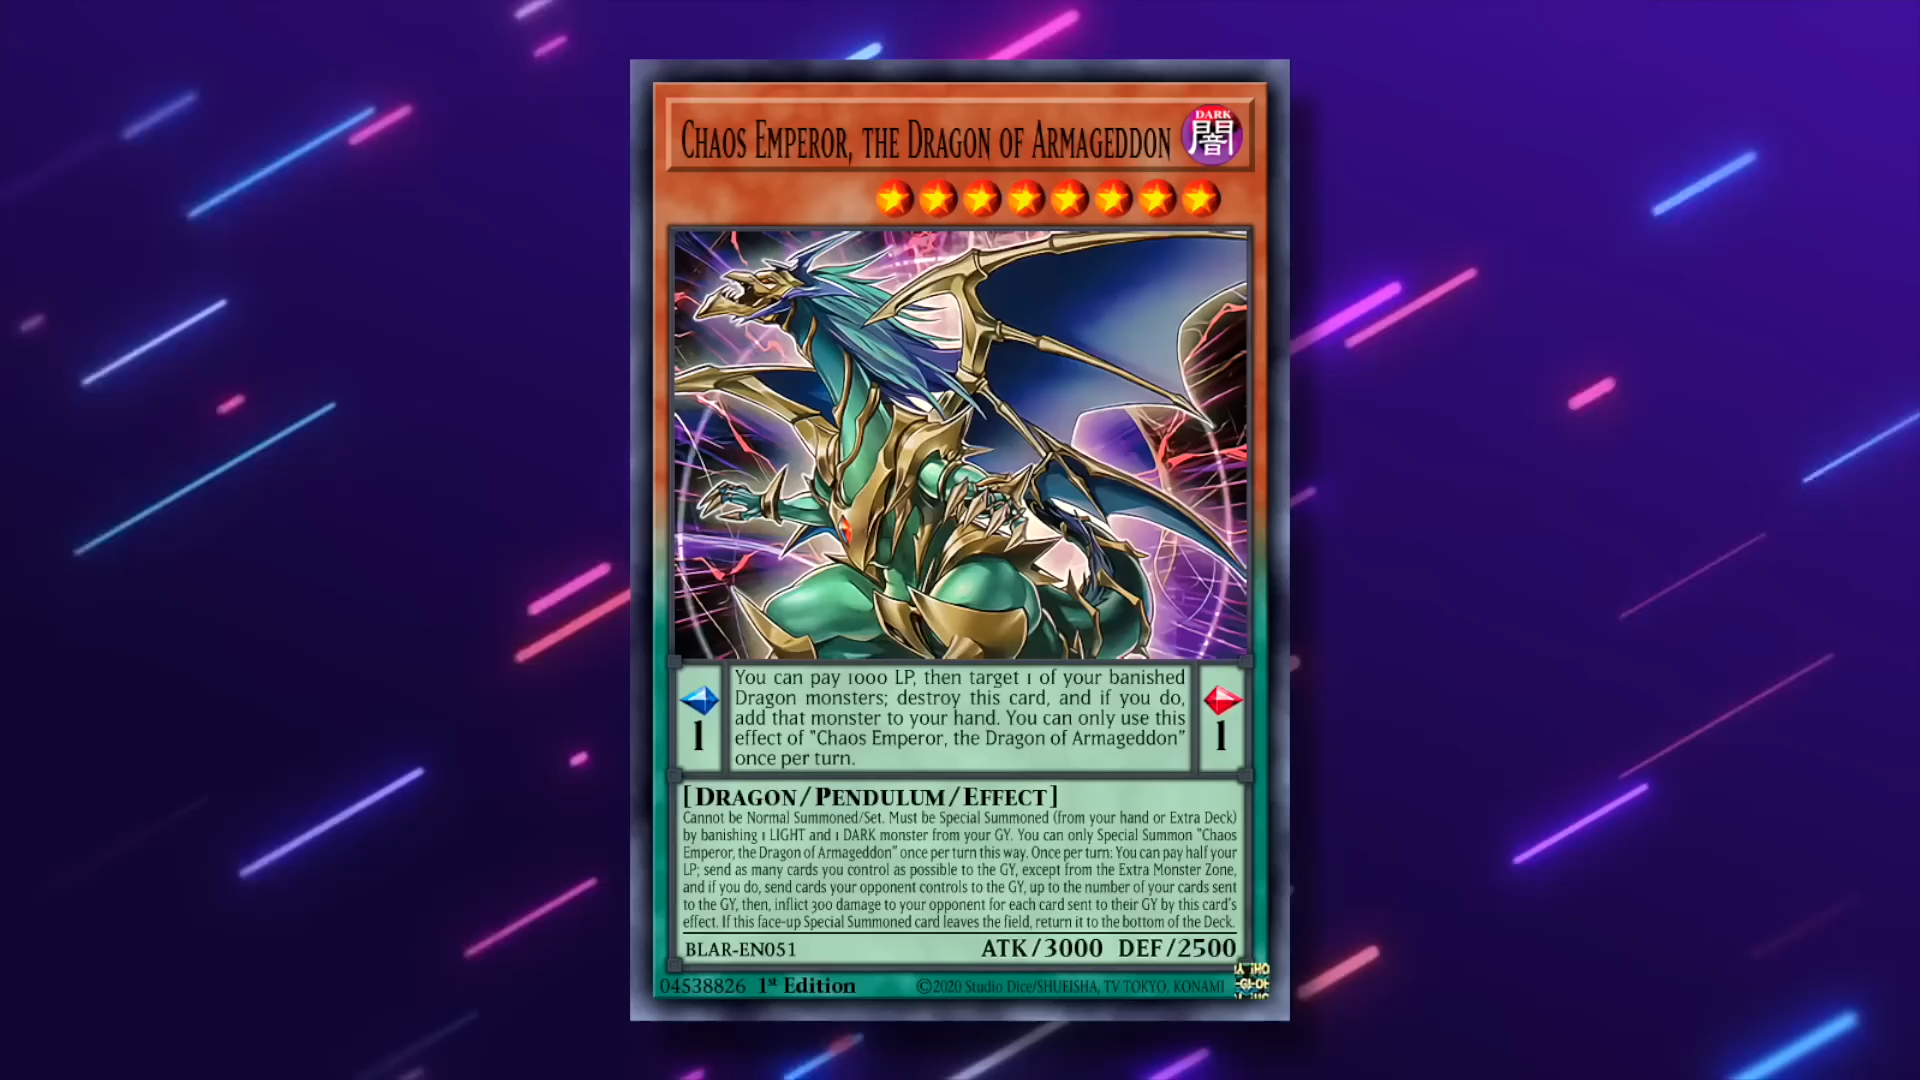 Chaos Emperor, the Dragon of Armageddon
DARK
闇
You can pay 1000 LP, then target 1 of your banished
Dragon monsters; destroy this card, and if you do,
add that monster to your hand. You can only use this
effect of "Chaos Emperor, the Dragon of Armageddon"
once per turn.
1
1
[Dragon/Pendulum/Effect]
Cannot be Normal Summoned/Set. Must be Special Summoned (from your hand or Extra Deck)
by banishing 1 LIGHT and 1 DARK monster from your GY. You can only Special Summon "Chaos
Emperor, the Dragon of Armageddon" once per turn this way. Once per turn: You can pay half your
LP; send as many cards you control as possible to the GY, except from the Extra Monster Zone,
and if you do, send cards your opponent controls to the GY, up to the number of your cards sent
to the GY, then, inflict 300 damage to your opponent for each card sent to their GY by this card's
effect. If this face-up Special Summoned card leaves the field, return it to the bottom of the Deck.
BLAR-EN051 ATK/3000 DEF/2500
04538826 1st Edition ©2020 Studio Dice/SHUEISHA, TV TOKYO, KONAMI